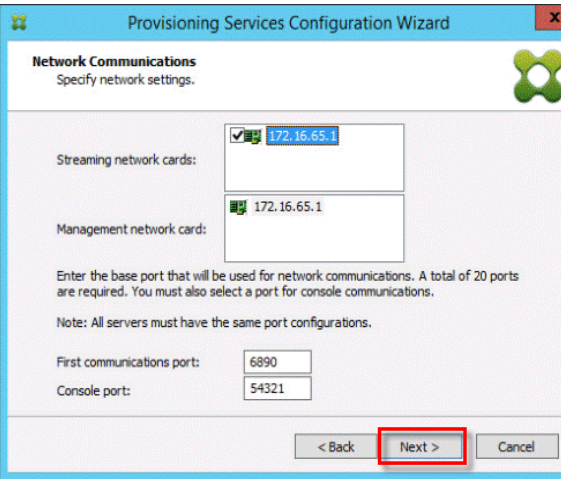 Provisioning Services Configuration Wizard
x
Network Communications
Specify network settings.
Streaming network cards:
172.16.65.1
Management network card:
172.16.65.1
Enter the base port that will be used for network communications. A total of 20 ports
are required. You must also select a port for console communications.
Note: All servers must have the same port configurations.
First communications port:
6890
Console port:
54321
< Back
Next >
Cancel